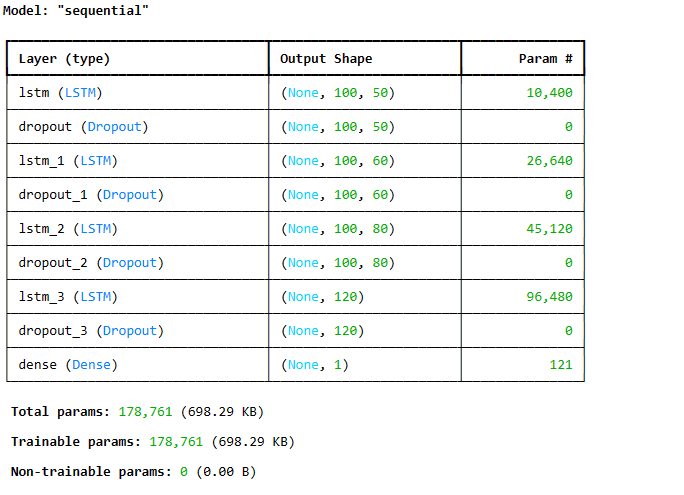 Model: "sequential"
Layer (type) Output Shape Param #
lstm (LSTM) (None, 100, 50) 10,400
dropout (Dropout) (None, 100, 50) 0
lstm_1 (LSTM) (None, 100, 60) 26,640
dropout_1 (Dropout) (None, 100, 60) 0
lstm_2 (LSTM) (None, 100, 80) 45,120
dropout_2 (Dropout) (None, 100, 80) 0
lstm_3 (LSTM) (None, 120) 96,480
dropout_3 (Dropout) (None, 120) 0
dense (Dense) (None, 1) 121
Total params: 178,761 (698.29 KB)
Trainable params: 178,761 (698.29 KB)
Non-trainable params: 0 (0.00 B)